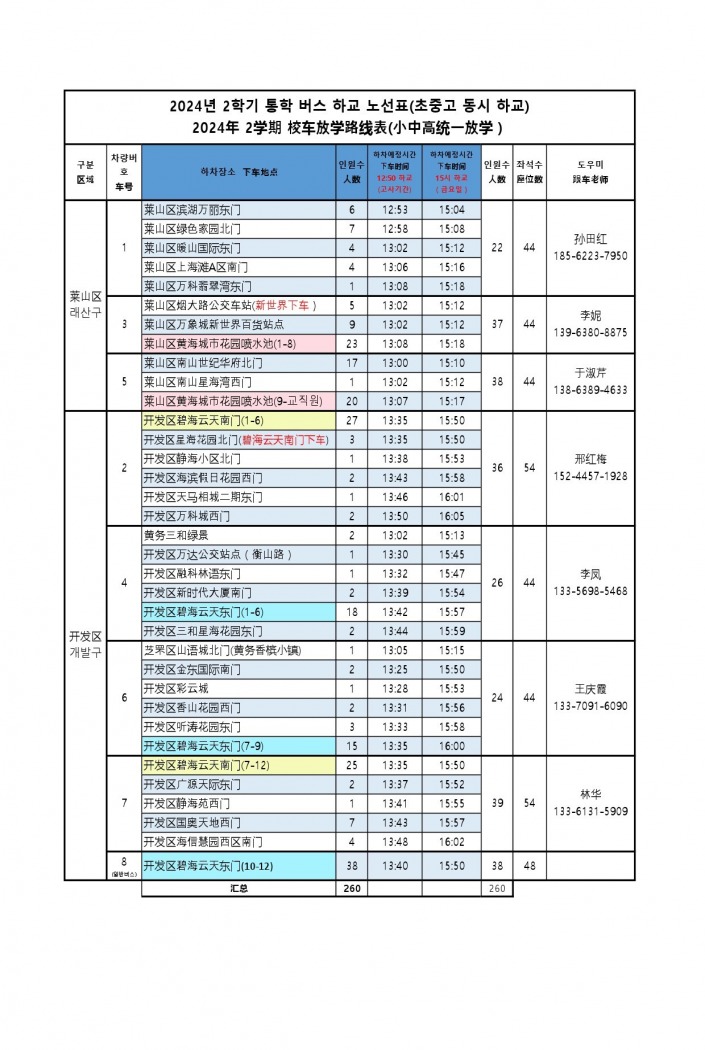 2024년 2학기 통학 버스 하교 노선표(초중고 동시 하교)
2024年 2학期 校车放学路线表(小中高统一放学 )
구분 区域 차량버호 车号 하차장소 下车地点 인원수 人数 하차예정시간 下车时间 12:50 하교 (고사기간) 하차예정시간 下车时间 15시 하교 ( 금요일 ) 인원수 人数 좌석수 座位数 도우미 跟车老师
莱山区 래산구
1 22 44 孙田红 185-6223-7950
莱山区滨湖万丽东门 6 12:53 15:04
莱山区绿色家园北门 7 12:58 15:08
莱山区暖山国际东门 4 13:02 15:12
莱山区上海滩A区南门 4 13:06 15:16
莱山区万科翡翠湾东门 1 13:08 15:18
3 37 44 李妮 139-6380-8875
莱山区烟大路公交车站(新世界下车 ) 5 13:02 15:12
莱山区万象城新世界百货站点 9 13:02 15:12
莱山区黄海城市花园喷水池(1-8) 23 13:08 15:18
5 38 44 于淑芹 138-6389-4633
莱山区南山世纪华府北门 17 13:00 15:10
莱山区南山星海湾西门 1 13:02 15:12
莱山区黄海城市花园喷水池(9-교직원) 20 13:07 15:17
开发区 개발구
2 36 54 邢红梅 152-4457-1928
开发区碧海云天南门(1-6) 27 13:35 15:50
开发区星海花园北门(碧海云天南门下车) 3 13:35 15:50
开发区静海小区北门 1 13:38 15:53
开发区海滨假日花园西门 2 13:43 15:58
开发区天马相城二期东门 1 13:46 16:01
开发区万科城西门 2 13:50 16:05
4 26 44 李凤 133-5698-5468
黄务三和绿景 2 13:02 15:13
开发区万达公交站点 ( 衡山路 ) 1 13:30 15:45
开发区融科林语东门 1 13:32 15:47
开发区新时代大厦南门 2 13:39 15:54
开发区碧海云天东门(1-6) 18 13:42 15:57
开发区三和星海花园东门 2 13:44 15:59
6 24 44 王庆霞 133-7091-6090
芝罘区山语城北门(黄务香槟小镇) 1 13:05 15:15
开发区金东国际南门 2 13:25 15:50
开发区彩云城 1 13:28 15:53
开发区香山花园西门 2 13:31 15:56
开发区听涛花园东门 3 13:33 15:58
开发区碧海云天东门(7-9) 15 13:35 16:00
7 39 54 林华 133-6131-5909
开发区碧海云天南门(7-12) 25 13:35 15:50
开发区广源天际东门 2 13:37 15:52
开发区静海苑西门 1 13:41 15:55
开发区国奥天地西门 7 13:43 15:57
开发区海信慧园西区南门 4 13:48 16:02
8 开发区碧海云天东门(10-12) 38 13:40 15:50 38 48
汇总 260 260